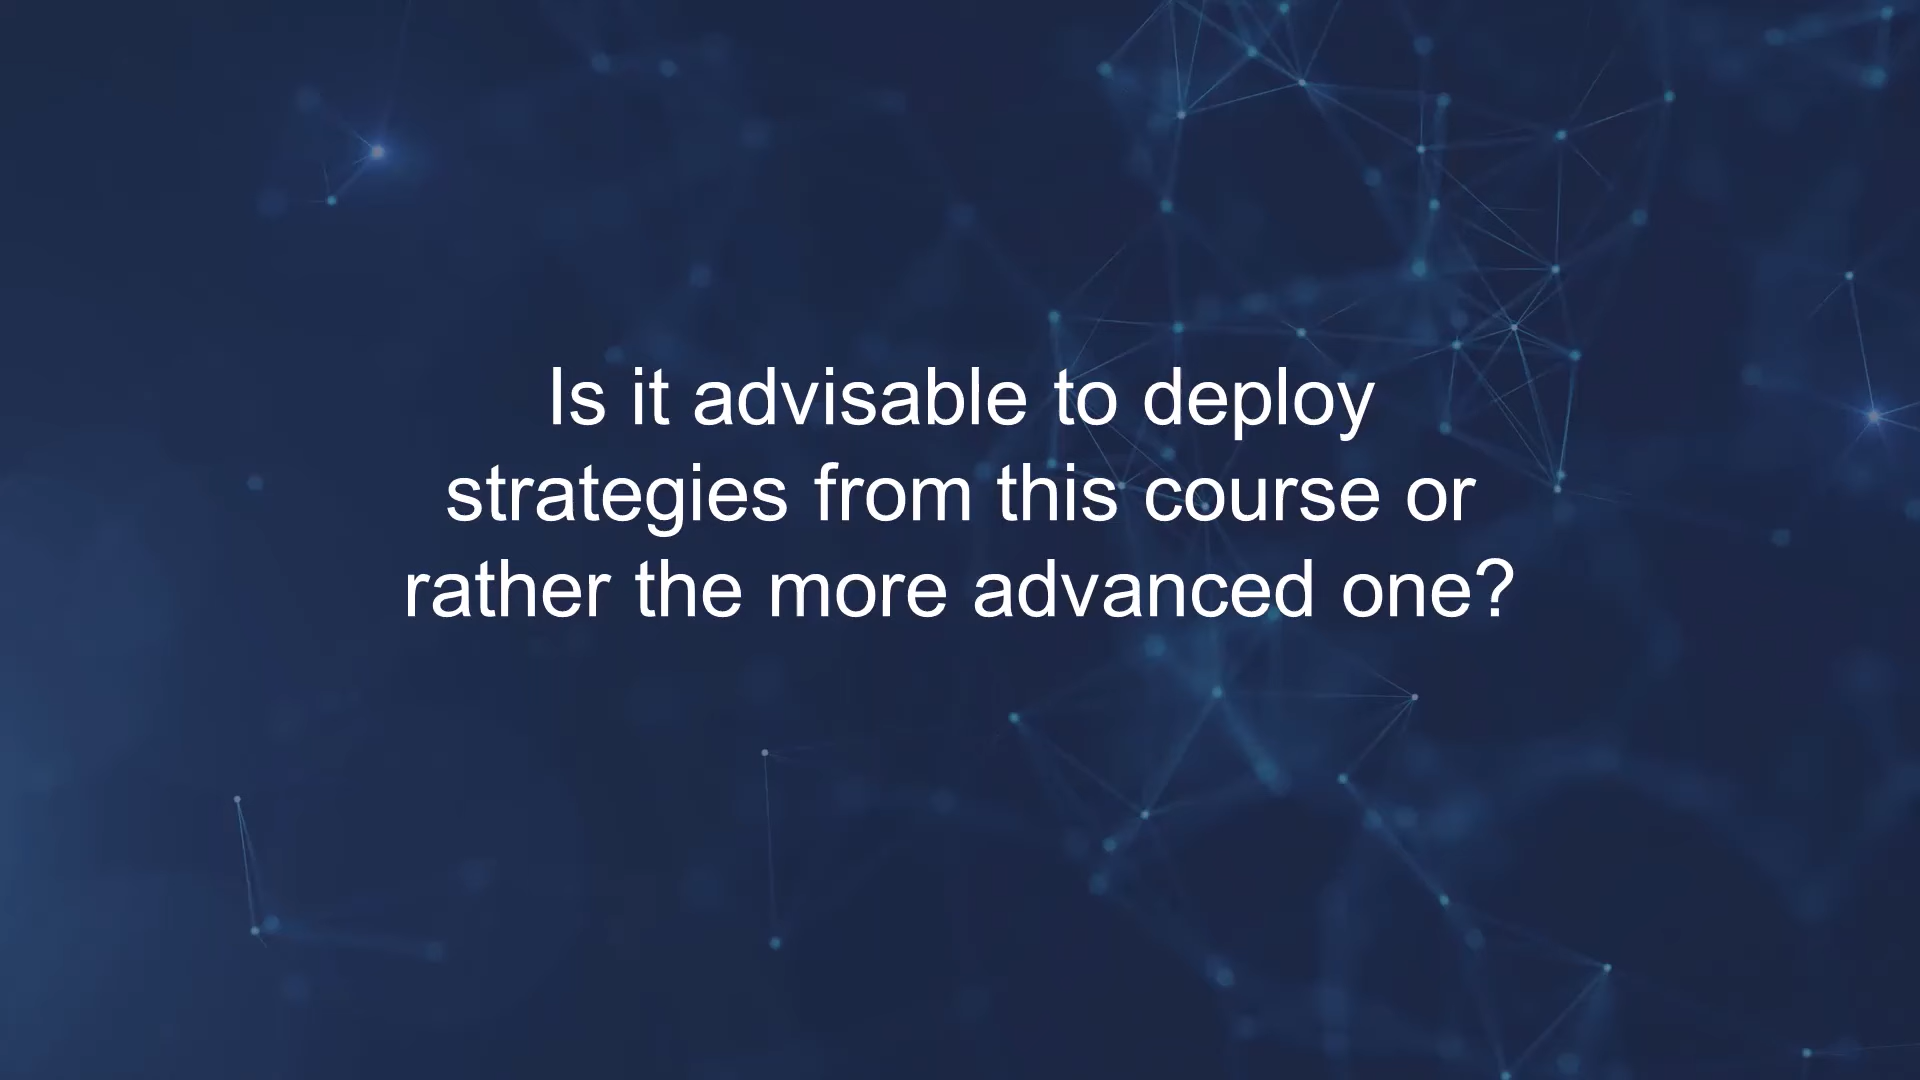 Is it advisable to deploy
strategies from this course or
rather the more advanced one?